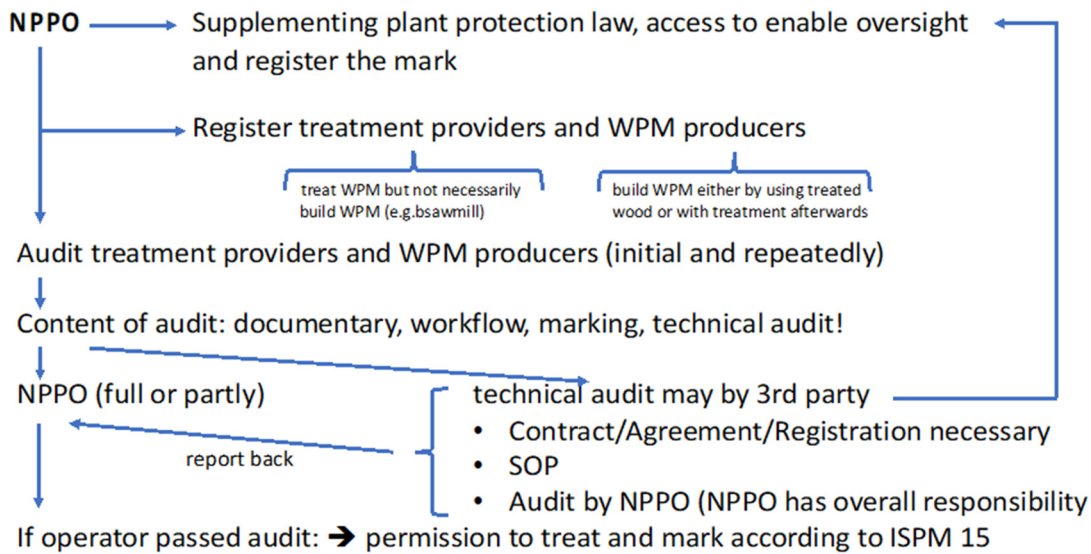 NPPO Supplementing plant protection law, access to enable oversight
and register the mark
Register treatment providers and WPM producers
treat WPM but not necessarily
build WPM (e.g.bsawmill)
build WPM either by using treated
wood or with treatment afterwards
Audit treatment providers and WPM producers (initial and repeatedly)
Content of audit: documentary, workflow, marking, technical audit!
NPPO (full or partly)
technical audit may by 3rd party
• Contract/Agreement/Registration necessary
• SOP
• Audit by NPPO (NPPO has overall responsibility
report back
If operator passed audit: ➔ permission to treat and mark according to ISPM 15